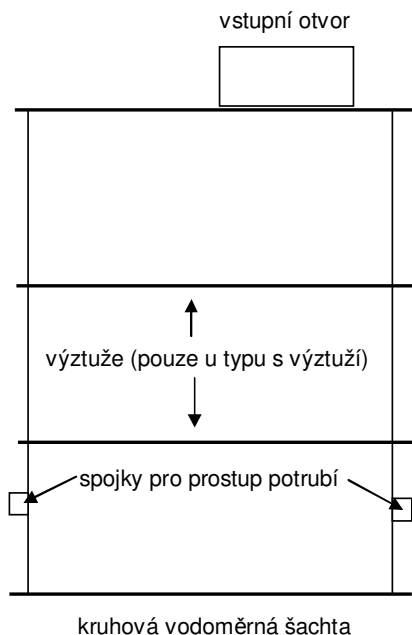 vstupní otvor
výztuže (pouze u typu s výztuží)
spojky pro prostup potrubí
kruhová vodoměrná šachta